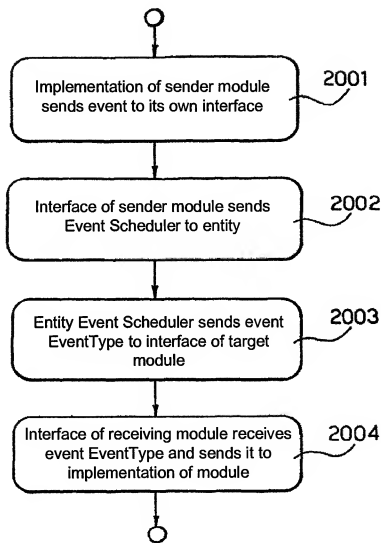 Implementation of sender module
sends event to its own interface
2001
Interface of sender module sends
Event Scheduler to entity
2002
Entity Event Scheduler sends event
EventType to interface of target
module
2003
Interface of receiving module receives
event EventType and sends it to
implementation of module
2004